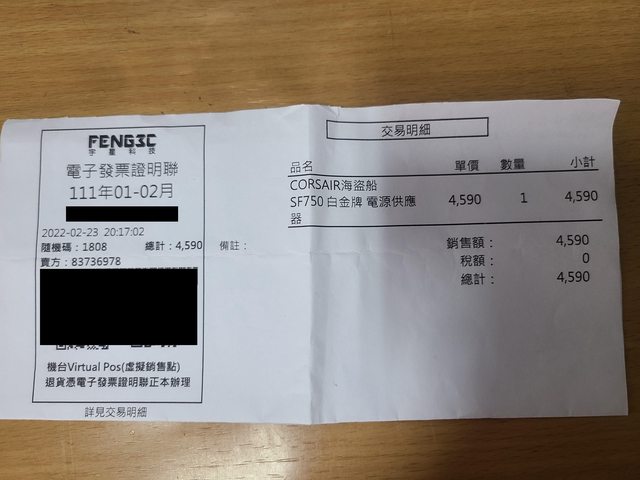 FENG3C
宇星科技
電子發票證明聯
111年01-02月
2022-02-23 20:17:02
隨機碼：1808 總計：4,590
賣方：83736978
機台Virtual Pos(虛擬銷售點)
退貨憑電子發票證明聯正本辦理
詳見交易明細
備註：
交易明細
品名 單價 數量 小計
CORSAIR海盜船
SF750 白金牌 電源供應 4,590 1 4,590
器
銷售額： 4,590
稅額： 0
總計： 4,590